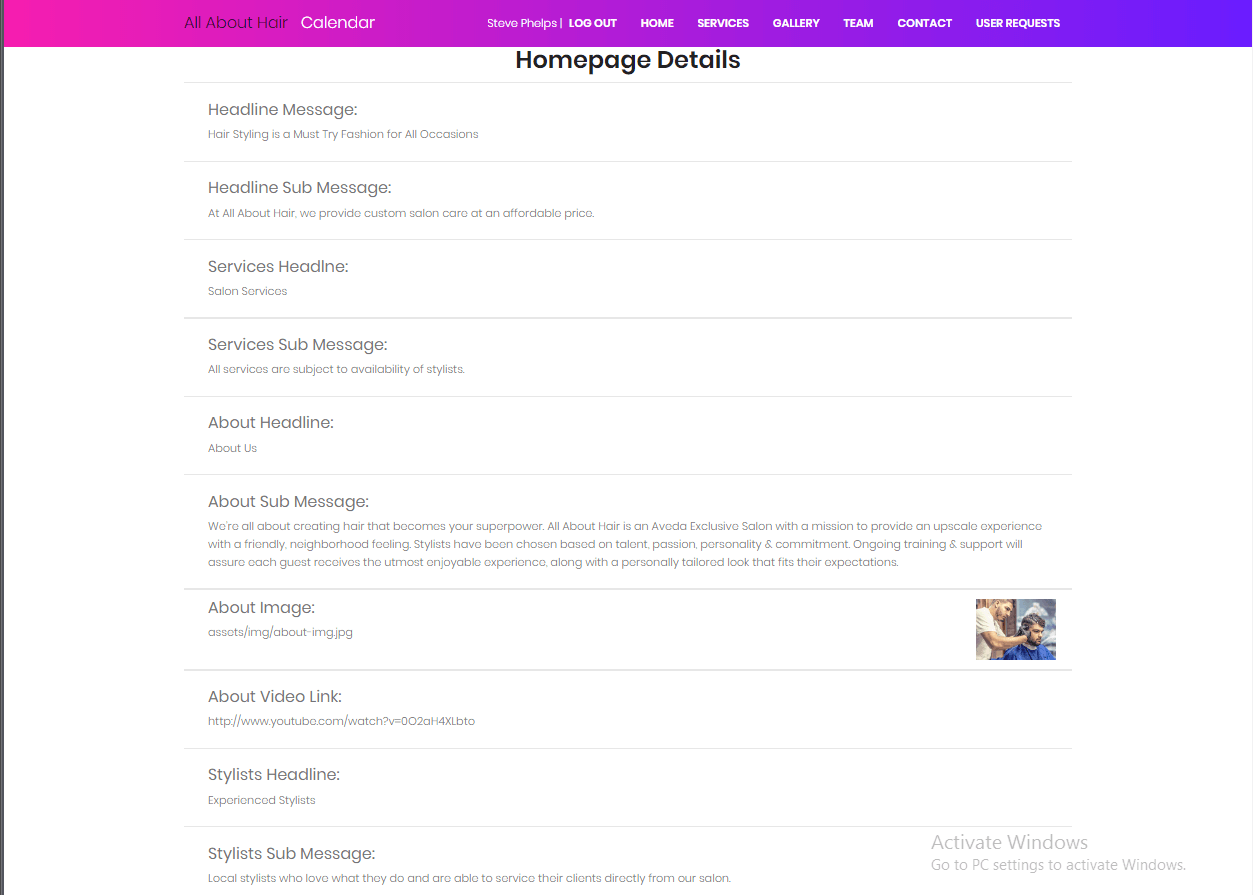 All About Hair Calendar Steve Phelps | LOG OUT HOME SERVICES GALLERY TEAM CONTACT USER REQUESTS
Homepage Details
Headline Message:
Hair Styling is a Must Try Fashion for All Occasions
Headline Sub Message:
At All About Hair, we provide custom salon care at an affordable price.
Services Headlne:
Salon Services
Services Sub Message:
All services are subject to availability of stylists.
About Headline:
About Us
About Sub Message:
We're all about creating hair that becomes your superpower. All About Hair is an Aveda Exclusive Salon with a mission to provide an upscale experience
with a friendly, neighborhood feeling. Stylists have been chosen based on talent, passion, personality & commitment. Ongoing training & support will
assure each guest receives the utmost enjoyable experience, along with a personally tailored look that fits their expectations.
About Image:
assets/img/about-img.jpg
About Video Link:
http://www.youtube.com/watch?v=0O2aH4XLbto
Stylists Headline:
Experienced Stylists
Stylists Sub Message:
Local stylists who love what they do and are able to service their clients directly from our salon.
Activate Windows
Go to PC settings to activate Windows.